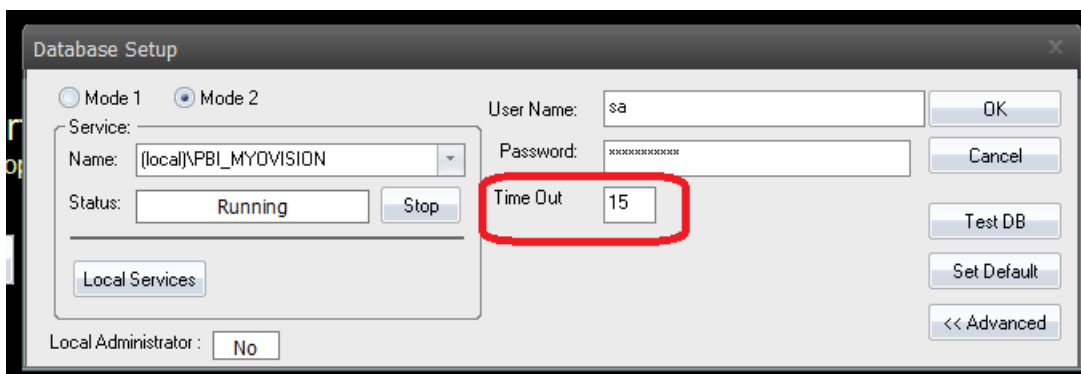 Database Setup
x
Mode 1
Mode 2
Service:
Name:
(local)\PBI_MYOVISION
Status:
Running
Stop
Local Services
Local Administrator :
No
User Name:
sa
Password:
xxxxxxxxxxx
Time Out
15
OK
Cancel
Test DB
Set Default
<< Advanced